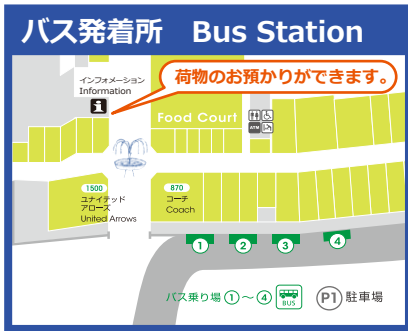 バス発着所 Bus Station
荷物のお預かりができます。
インフォメーション
Information
i
Food Court
ATM
1500
ユナイテッド
アローズ
United Arrows
870
コーチ
Coach
1
2
3
4
バス乗り場①～④ BUS
P1 駐車場